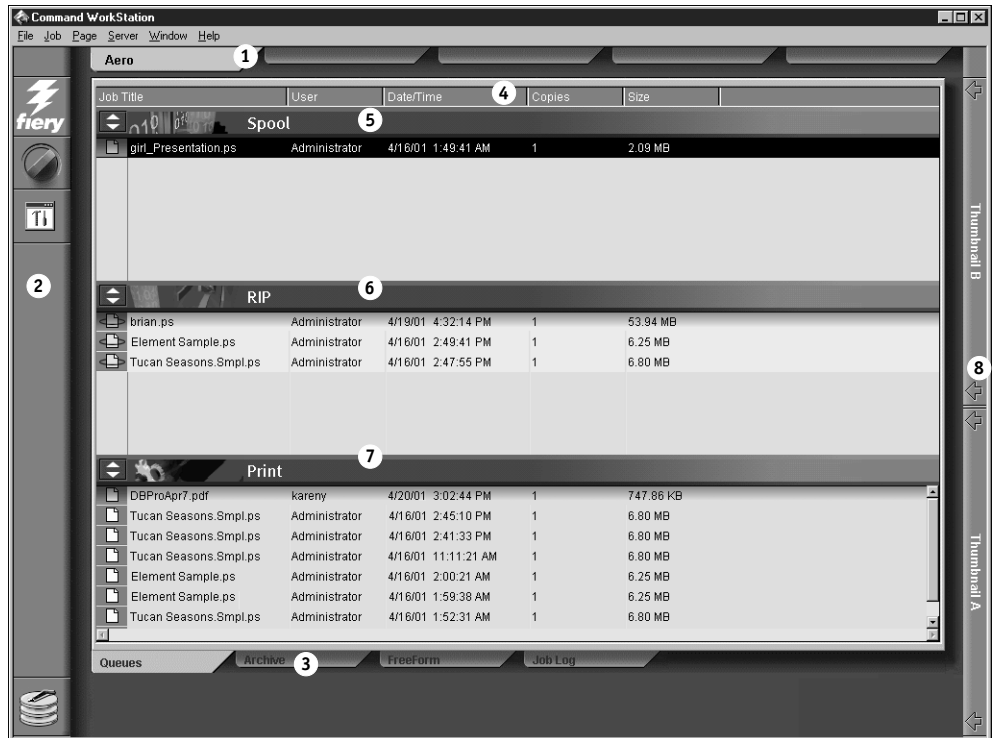 Command WorkStation
File Job Page Server Window Help
Aero 1
Job Title User Date/Time 4 Copies Size
fiery
Spool 5
girl_Presentation.ps Administrator 4/16/01 1:49:41 AM 1 2.09 MB
2
Thumbnail B
RIP 6
brian.ps Administrator 4/19/01 4:32:14 PM 1 53.94 MB
Element Sample.ps Administrator 4/16/01 2:49:41 PM 1 6.25 MB
Tucan Seasons.Smpl.ps Administrator 4/16/01 2:47:55 PM 1 6.80 MB
8
Print 7
DBProApr7.pdf kareny 4/20/01 3:02:44 PM 1 747.86 KB
Tucan Seasons.Smpl.ps Administrator 4/16/01 2:45:10 PM 1 6.80 MB
Tucan Seasons.Smpl.ps Administrator 4/16/01 2:41:33 PM 1 6.80 MB
Tucan Seasons.Smpl.ps Administrator 4/16/01 11:11:21 AM 1 6.80 MB
Element Sample.ps Administrator 4/16/01 2:00:21 AM 1 6.25 MB
Element Sample.ps Administrator 4/16/01 1:59:38 AM 1 6.25 MB
Tucan Seasons.Smpl.ps Administrator 4/16/01 1:52:31 AM 1 6.80 MB
Thumbnail A
Queues Archive 3 FreeForm Job Log